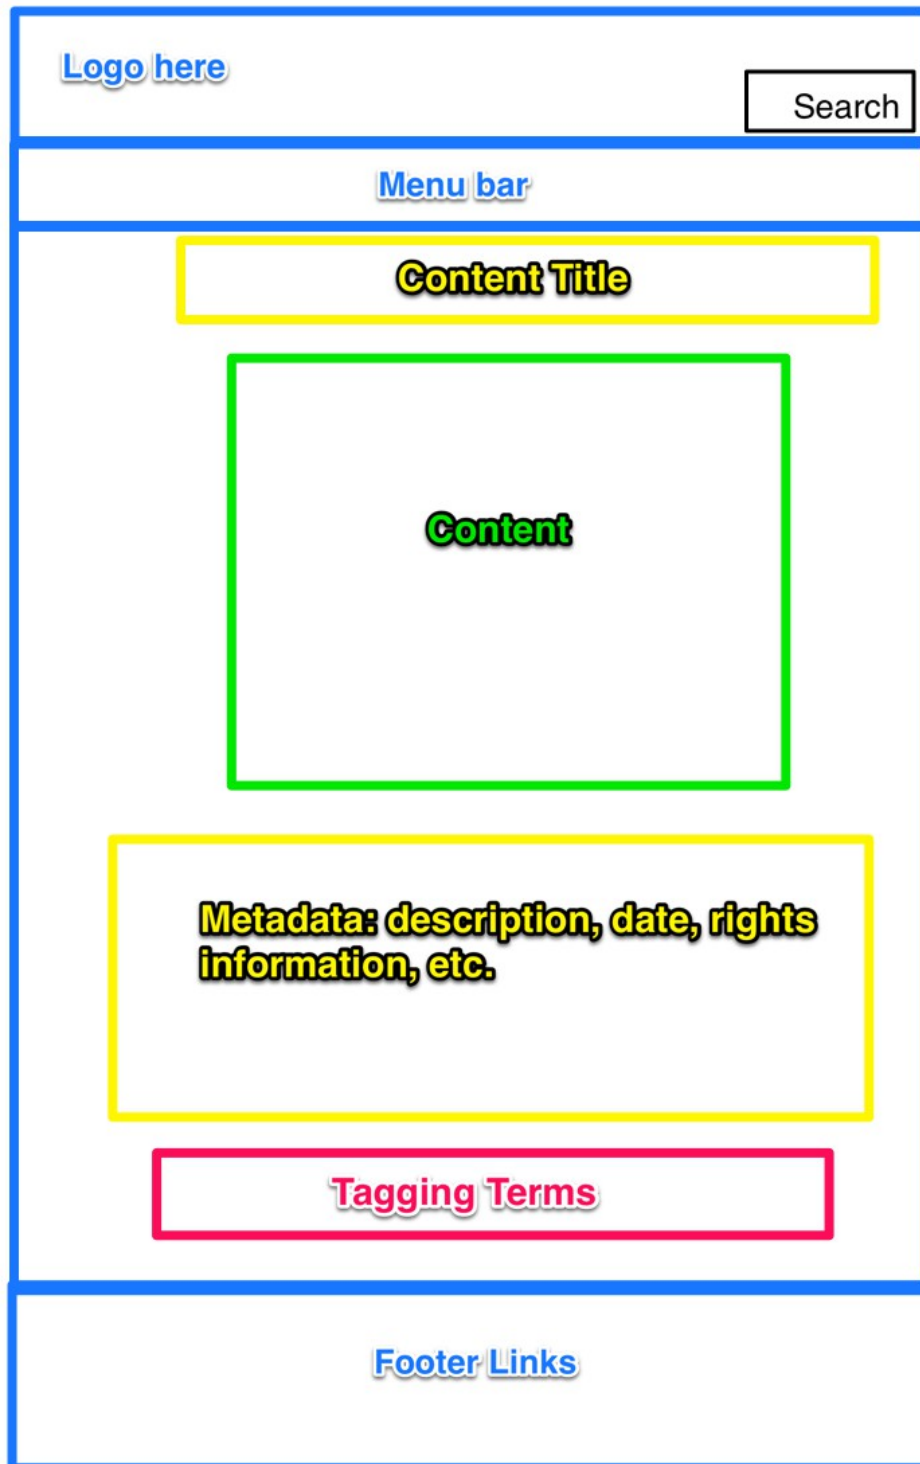 Logo here
Search
Menu bar
Content Title
Content
Metadata: description, date, rights
information, etc.
Tagging Terms
Footer Links